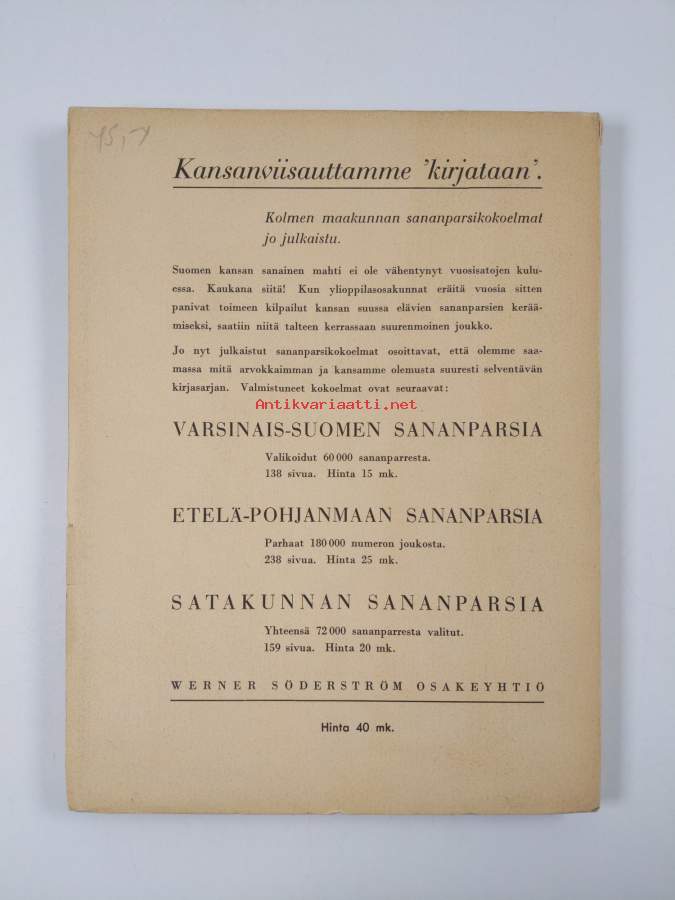 Kansanviisauttamme 'kirjataan'.
Kolmen maakunnan sananparsikokoelmat
jo julkaistu.
Suomen kansan sanainen mahti ei ole vähentynyt vuosisatojen kulu-
essa. Kaukana siitä! Kun ylioppilasosakunnat eräitä vuosia sitten
panivat toimeen kilpailut kansan suussa elävien sananparsien kerää-
miseksi, saatiin niitä talteen kerrassaan suurenmoinen joukko.
Jo nyt julkaistut sananparsikokoelmat osoittavat, että olemme saa-
massa mitä arvokkaimman ja kansamme olemusta suuresti selventävän
kirjasarjan. Valmistuneet kokoelmat ovat seuraavat:
Antikvariaatti.net
VARSINAIS-SUOMEN SANANPARSIA
Valikoidut 60 000 sananparresta.
138 sivua. Hinta 15 mk.
ETELÄ-POHJANMAAN SANANPARSIA
Parhaat 180 000 numeron joukosta.
238 sivua. Hinta 25 mk.
SATAKUNNAN SANANPARSIA
Yhteensä 72 000 sananparresta valitut.
159 sivua. Hinta 20 mk.
WERNER SÖDERSTRÖM OSAKEYHTIÖ
Hinta 40 mk.